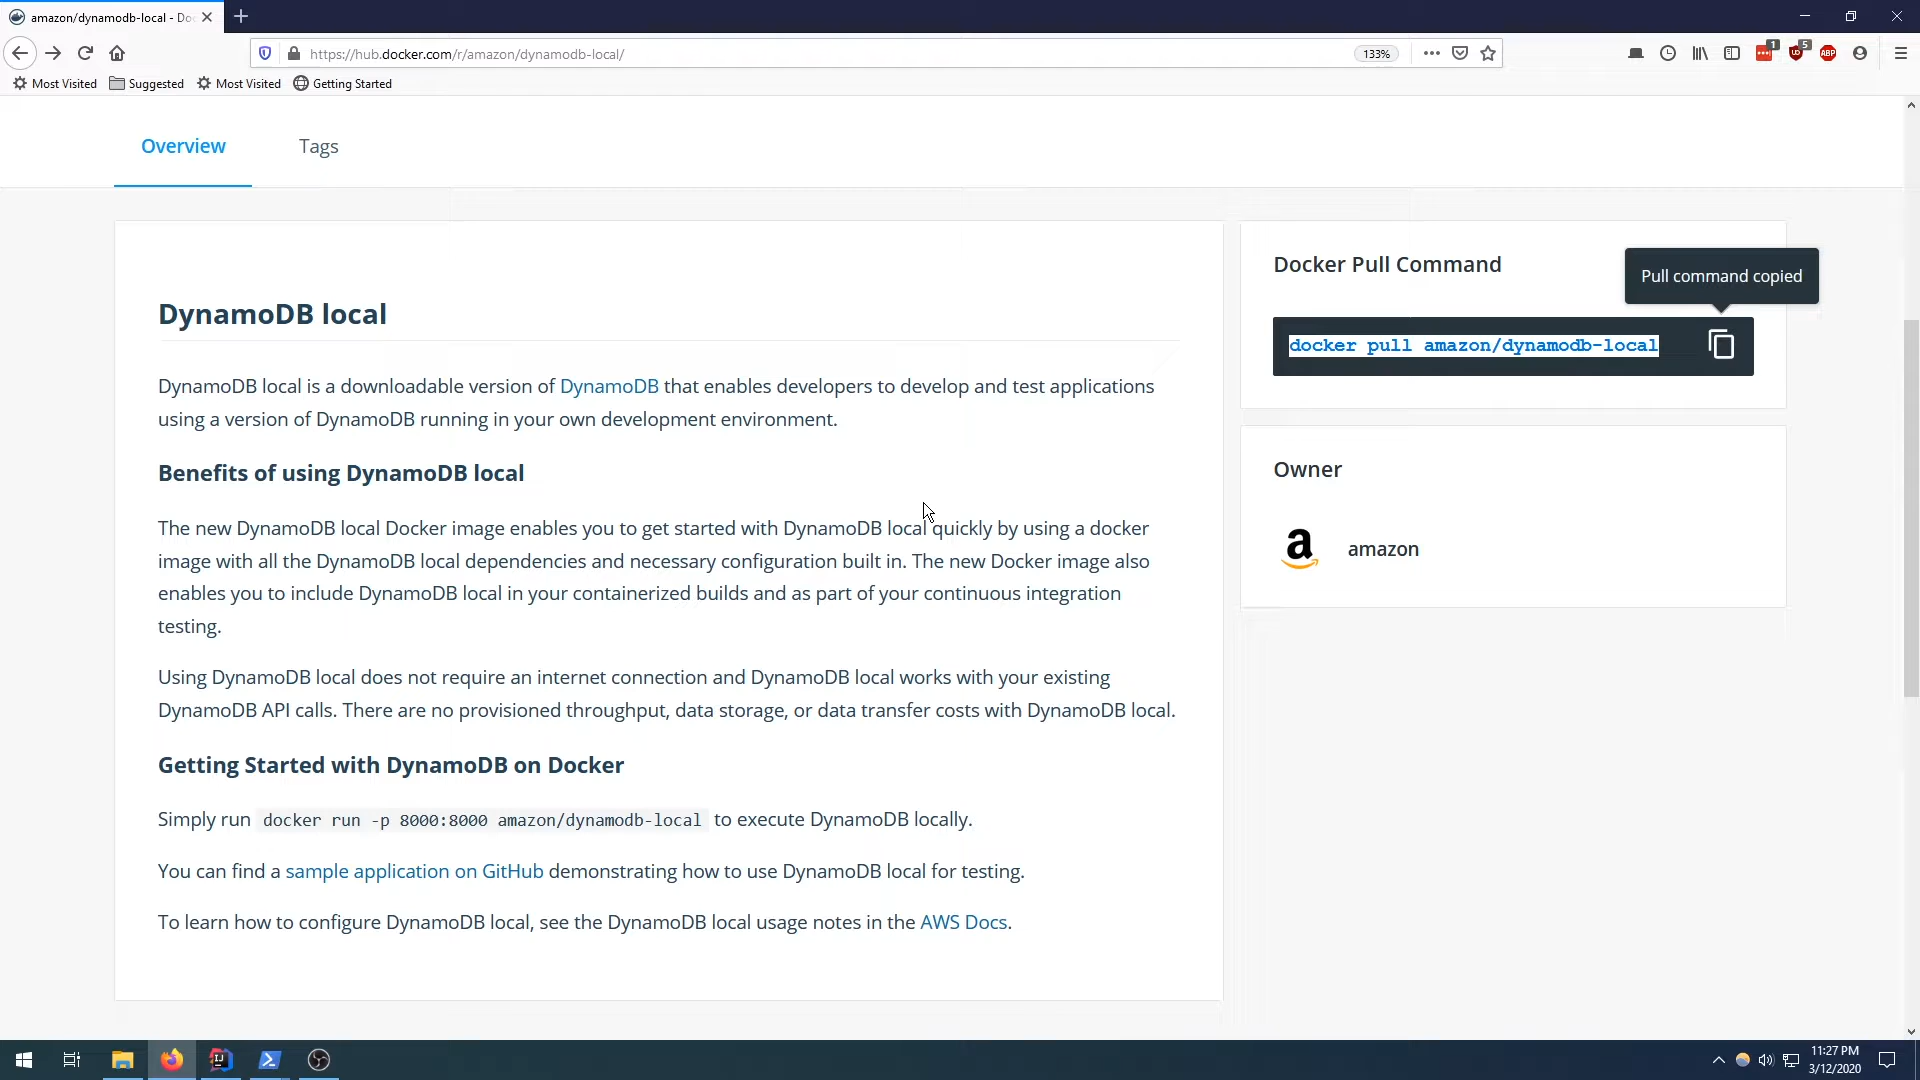 amazon/dynamodb-local - Doc
https://hub.docker.com/r/amazon/dynamodb-local/
133%
1
5
ABP
Most Visited
Suggested
Most Visited
Getting Started
Overview
Tags
DynamoDB local
DynamoDB local is a downloadable version of DynamoDB that enables developers to develop and test applications
using a version of DynamoDB running in your own development environment.
Benefits of using DynamoDB local
The new DynamoDB local Docker image enables you to get started with DynamoDB local quickly by using a docker
image with all the DynamoDB local dependencies and necessary configuration built in. The new Docker image also
enables you to include DynamoDB local in your containerized builds and as part of your continuous integration
testing.
Using DynamoDB local does not require an internet connection and DynamoDB local works with your existing
DynamoDB API calls. There are no provisioned throughput, data storage, or data transfer costs with DynamoDB local.
Getting Started with DynamoDB on Docker
Simply run docker run -p 8000:8000 amazon/dynamodb-local to execute DynamoDB locally.
You can find a sample application on GitHub demonstrating how to use DynamoDB local for testing.
To learn how to configure DynamoDB local, see the DynamoDB local usage notes in the AWS Docs.
Docker Pull Command
Pull command copied
docker pull amazon/dynamodb-local
Owner
a
amazon
IJ
11:27 PM
3/12/2020